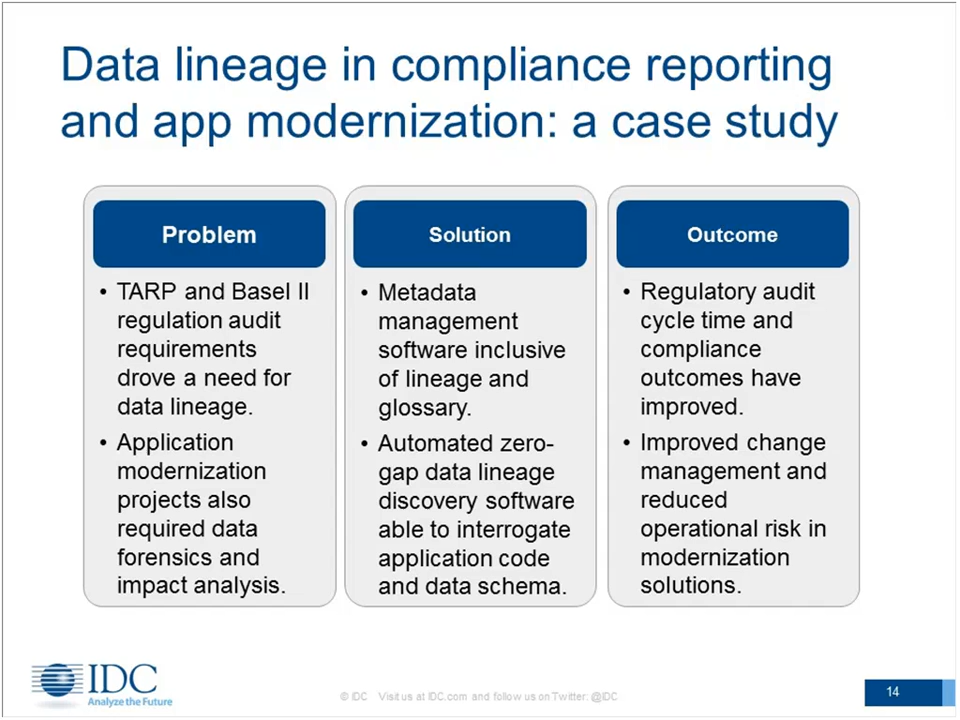 Data lineage in compliance reporting
and app modernization: a case study
Problem
• TARP and Basel II
regulation audit
requirements
drove a need for
data lineage.
• Application
modernization
projects also
required data
forensics and
impact analysis.
Solution
• Metadata
management
software inclusive
of lineage and
glossary.
• Automated zero-
gap data lineage
discovery software
able to interrogate
application code
and data schema.
Outcome
• Regulatory audit
cycle time and
compliance
outcomes have
improved.
• Improved change
management and
reduced
operational risk in
modernization
solutions.
IDC
Analyze the Future
© IDC Visit us at IDC.com and follow us on Twitter: @IDC
14